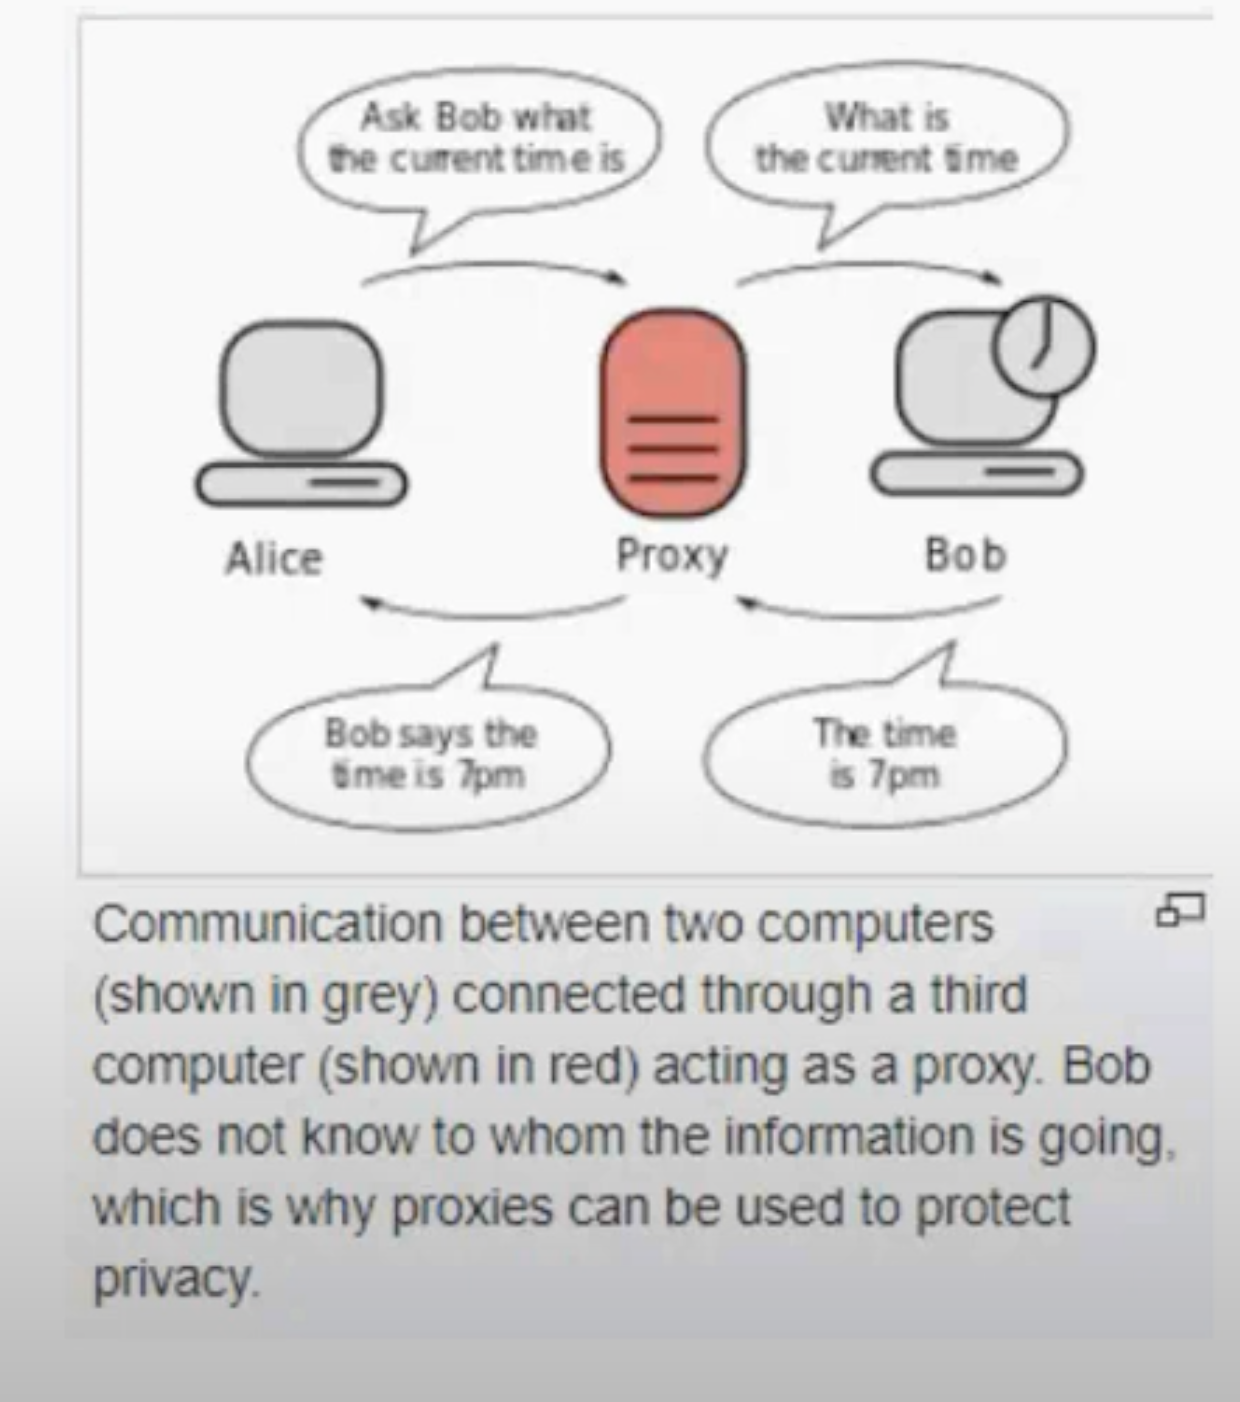 Ask Bob what
the current time is
What is
the current time
Alice
Proxy
Bob
Bob says the
time is 7pm
The time
is 7pm
Communication between two computers
(shown in grey) connected through a third
computer (shown in red) acting as a proxy. Bob
does not know to whom the information is going,
which is why proxies can be used to protect
privacy.